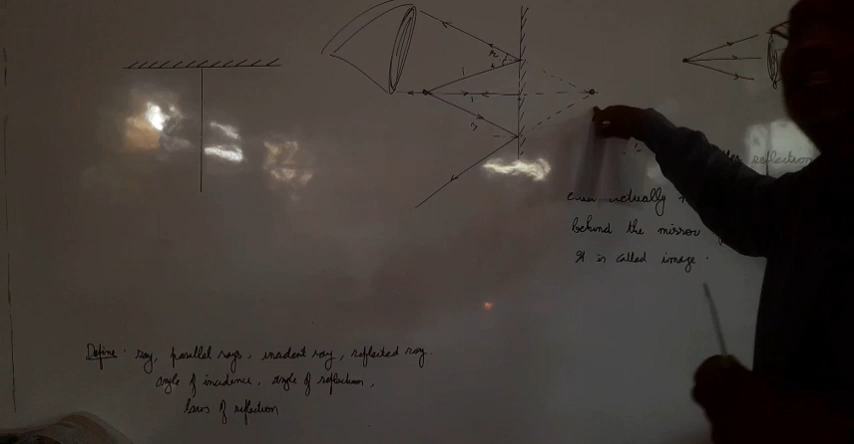 reflection
actually
behind the mirror
It is called image.
Define: ray, parallel rays, incident ray, reflected ray.
angle of incidence, angle of reflection,
laws of reflection